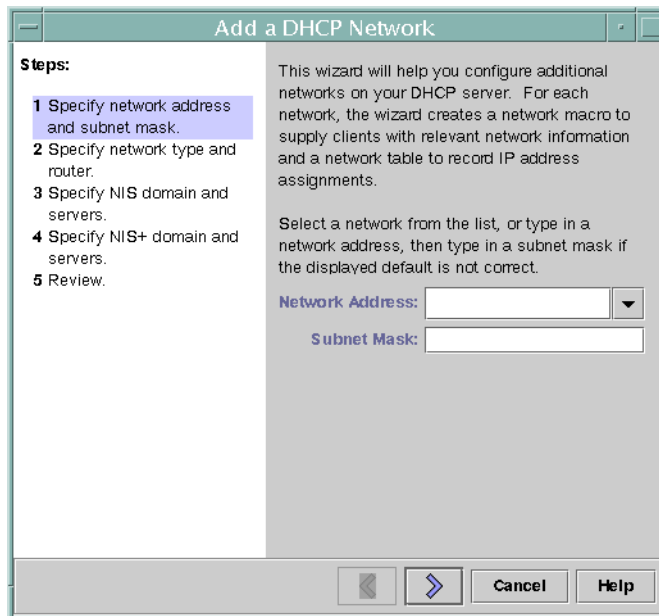 Add a DHCP Network
Steps:
1 Specify network address
and subnet mask.
2 Specify network type and
router.
3 Specify NIS domain and
servers.
4 Specify NIS+ domain and
servers.
5 Review.
This wizard will help you configure additional
networks on your DHCP server. For each
network, the wizard creates a network macro to
supply clients with relevant network information
and a network table to record IP address
assignments.
Select a network from the list, or type in a
network address, then type in a subnet mask if
the displayed default is not correct.
Network Address:
Subnet Mask:
Cancel
Help